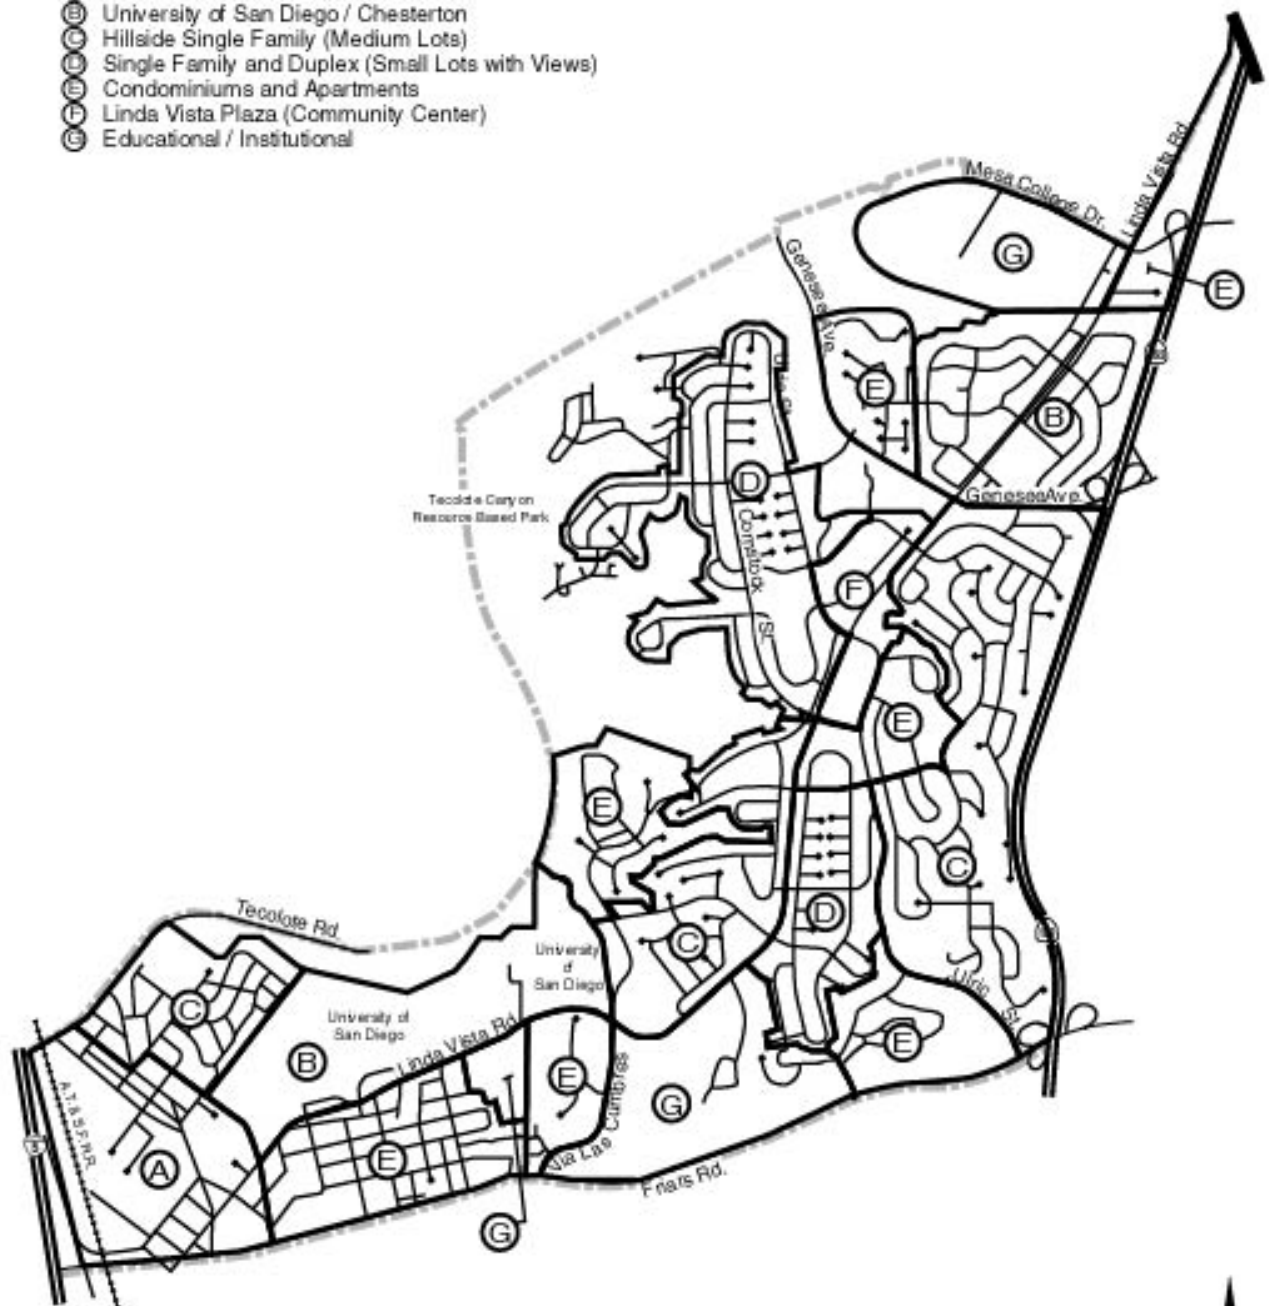 B University of San Diego / Chesterton
C Hillside Single Family (Medium Lots)
D Single Family and Duplex (Small Lots with Views)
E Condominiums and Apartments
F Linda Vista Plaza (Community Center)
G Educational / Institutional
Mesa College Dr.
Linda Vista Rd
G
Genesee Ave.
E
E
B
D
Tecolote Canyon
Resource Based Park
Genesee Ave.
Comstock St.
F
E
E
C
D
Tecolote Rd.
University
of
San Diego
C
C
Ulric St.
University of
San Diego
Linda Vista Rd
B
E
E
G
Via Las Cumbres
A.T.& S.F. R.R.
5
A
E
Friars Rd.
G